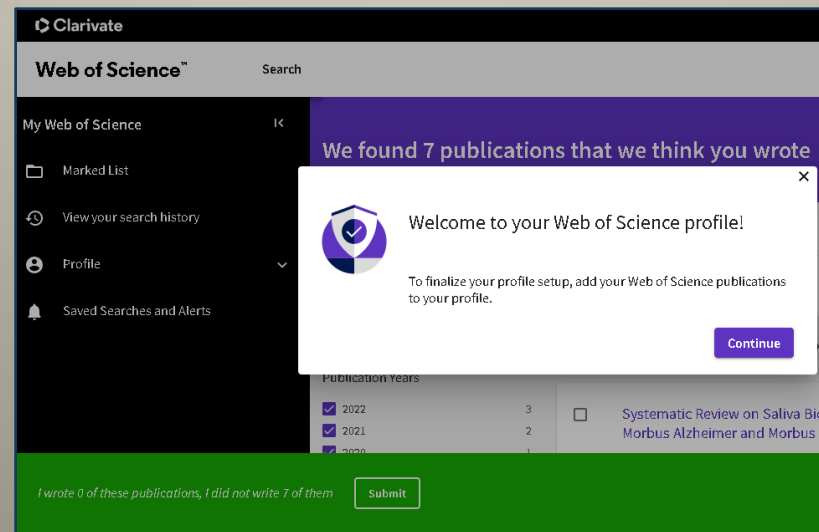 Clarivate
Web of Science™
Search
My Web of Science
Marked List
View your search history
Profile
Saved Searches and Alerts
We found 7 publications that we think you wrote
Welcome to your Web of Science profile!
To finalize your profile setup, add your Web of Science publications
to your profile.
Continue
Publication Years
2022 3
2021 2
2020 1
Systematic Review on Saliva
Morbus Alzheimer and Morbus
I wrote 0 of these publications, I did not write 7 of them
Submit